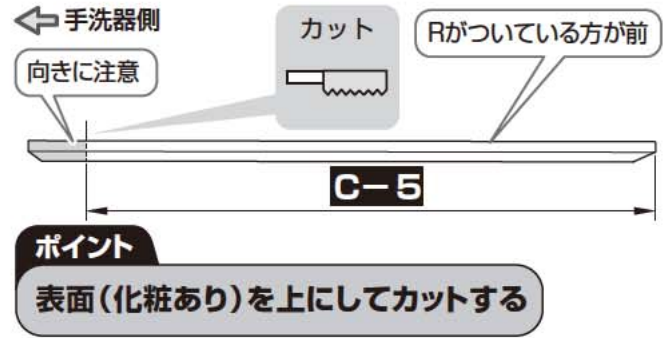 手洗器側
カット
Rがついている方が前
向きに注意
C－5
ポイント
表面(化粧あり)を上にしてカットする